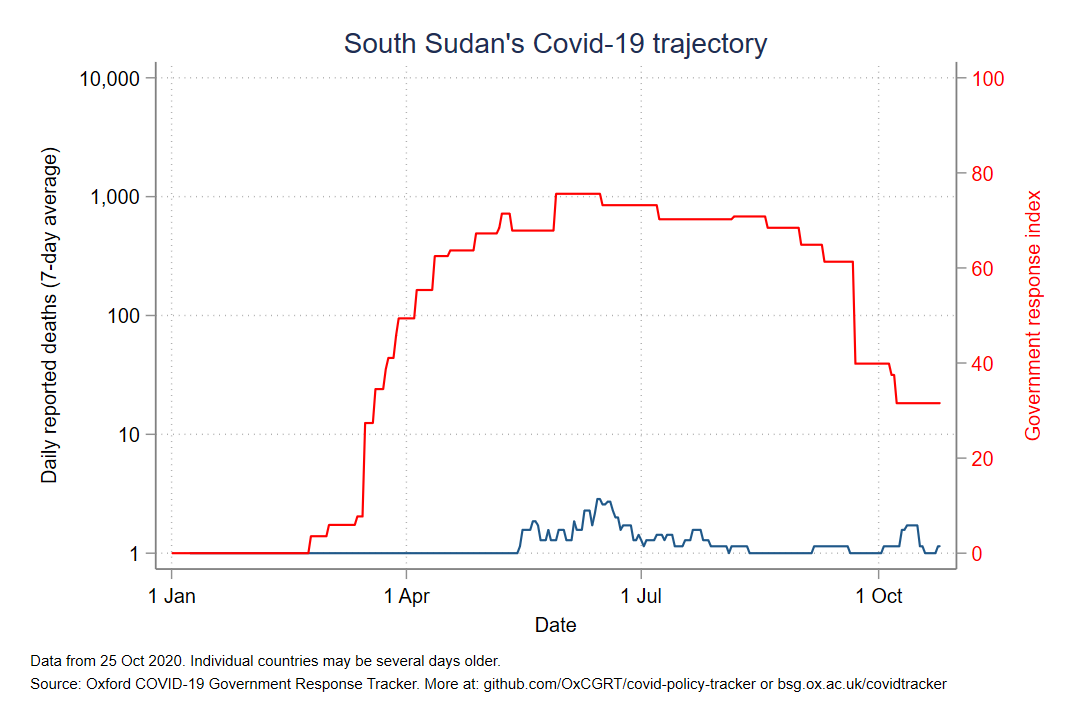 South Sudan's Covid-19 trajectory
10,000
1,000
100
10
1
Daily reported deaths (7-day average)
100
80
60
40
20
0
Government response index
1 Jan
1 Apr
1 Jul
1 Oct
Date
Data from 25 Oct 2020. Individual countries may be several days older.
Source: Oxford COVID-19 Government Response Tracker. More at: github.com/OxCGRT/covid-policy-tracker or bsg.ox.ac.uk/covidtracker